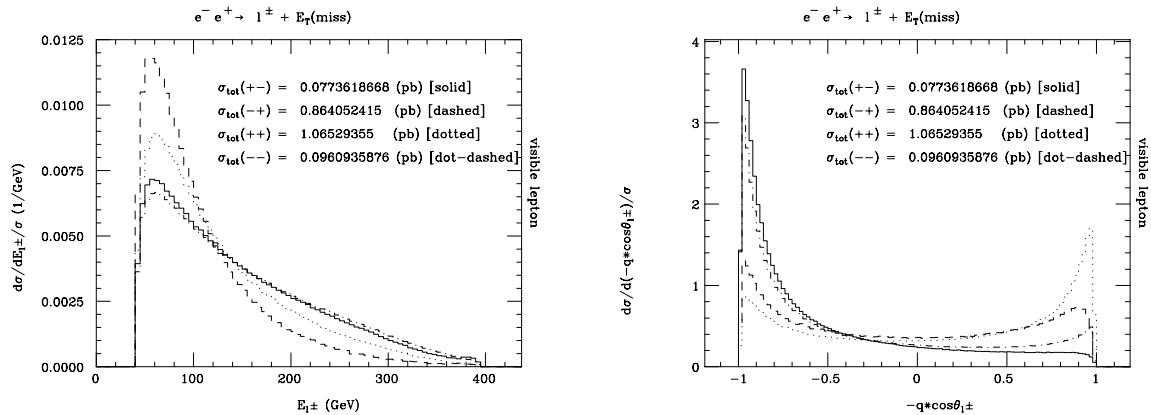 e⁻ e⁺→ l± + E_T(miss)
dσ/dE_l±/σ (1/GeV)
0.0125
0.0100
0.0075
0.0050
0.0025
0.0000
σ_tot(+−) = 0.0773618668 (pb) [solid]
σ_tot(−+) = 0.864052415 (pb) [dashed]
σ_tot(++) = 1.06529355 (pb) [dotted]
σ_tot(−−) = 0.0960935876 (pb) [dot−dashed]
visible lepton
0 100 200 300 400
E_l± (GeV)
e⁻ e⁺→ l± + E_T(miss)
dσ/d(−q*cosθ_l±)/σ
4
3
2
1
0
σ_tot(+−) = 0.0773618668 (pb) [solid]
σ_tot(−+) = 0.864052415 (pb) [dashed]
σ_tot(++) = 1.06529355 (pb) [dotted]
σ_tot(−−) = 0.0960935876 (pb) [dot−dashed]
visible lepton
−1 −0.5 0 0.5 1
−q*cosθ_l±